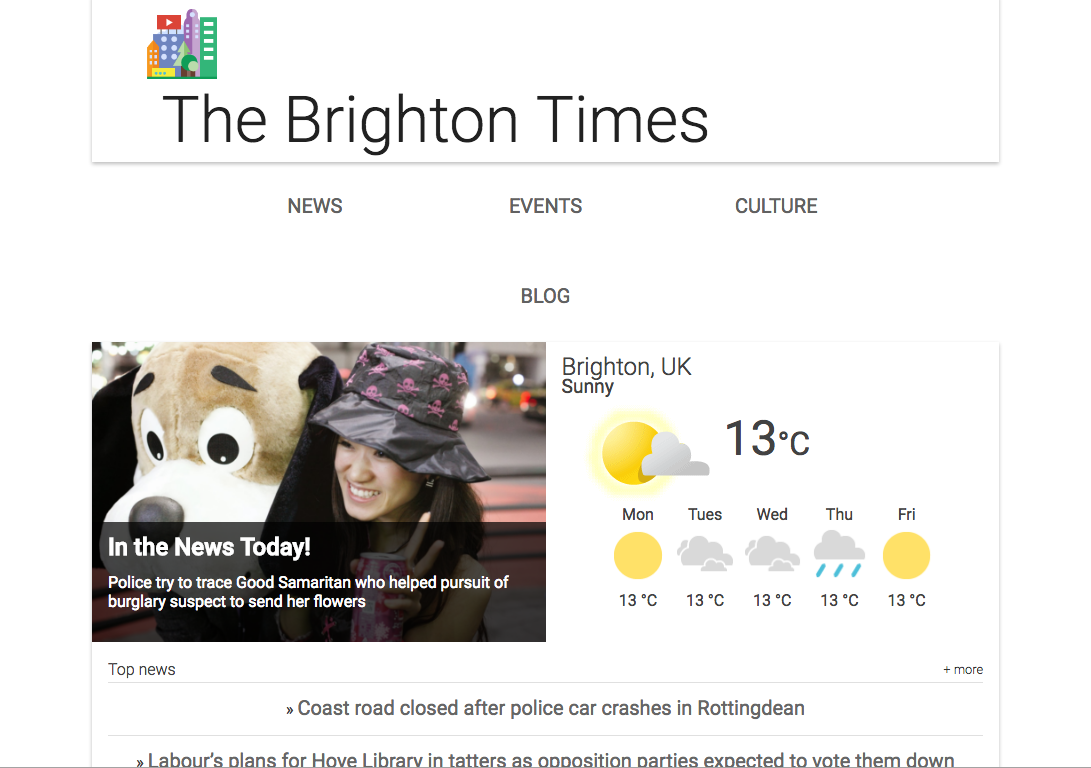 The Brighton Times
NEWS
EVENTS
CULTURE
BLOG
In the News Today!
Police try to trace Good Samaritan who helped pursuit of
burglary suspect to send her flowers
Brighton, UK
Sunny
13°C
Mon Tues Wed Thu Fri
13 °C 13 °C 13 °C 13 °C 13 °C
Top news
+ more
» Coast road closed after police car crashes in Rottingdean
» Labour’s plans for Hove Library in tatters as opposition parties expected to vote them down